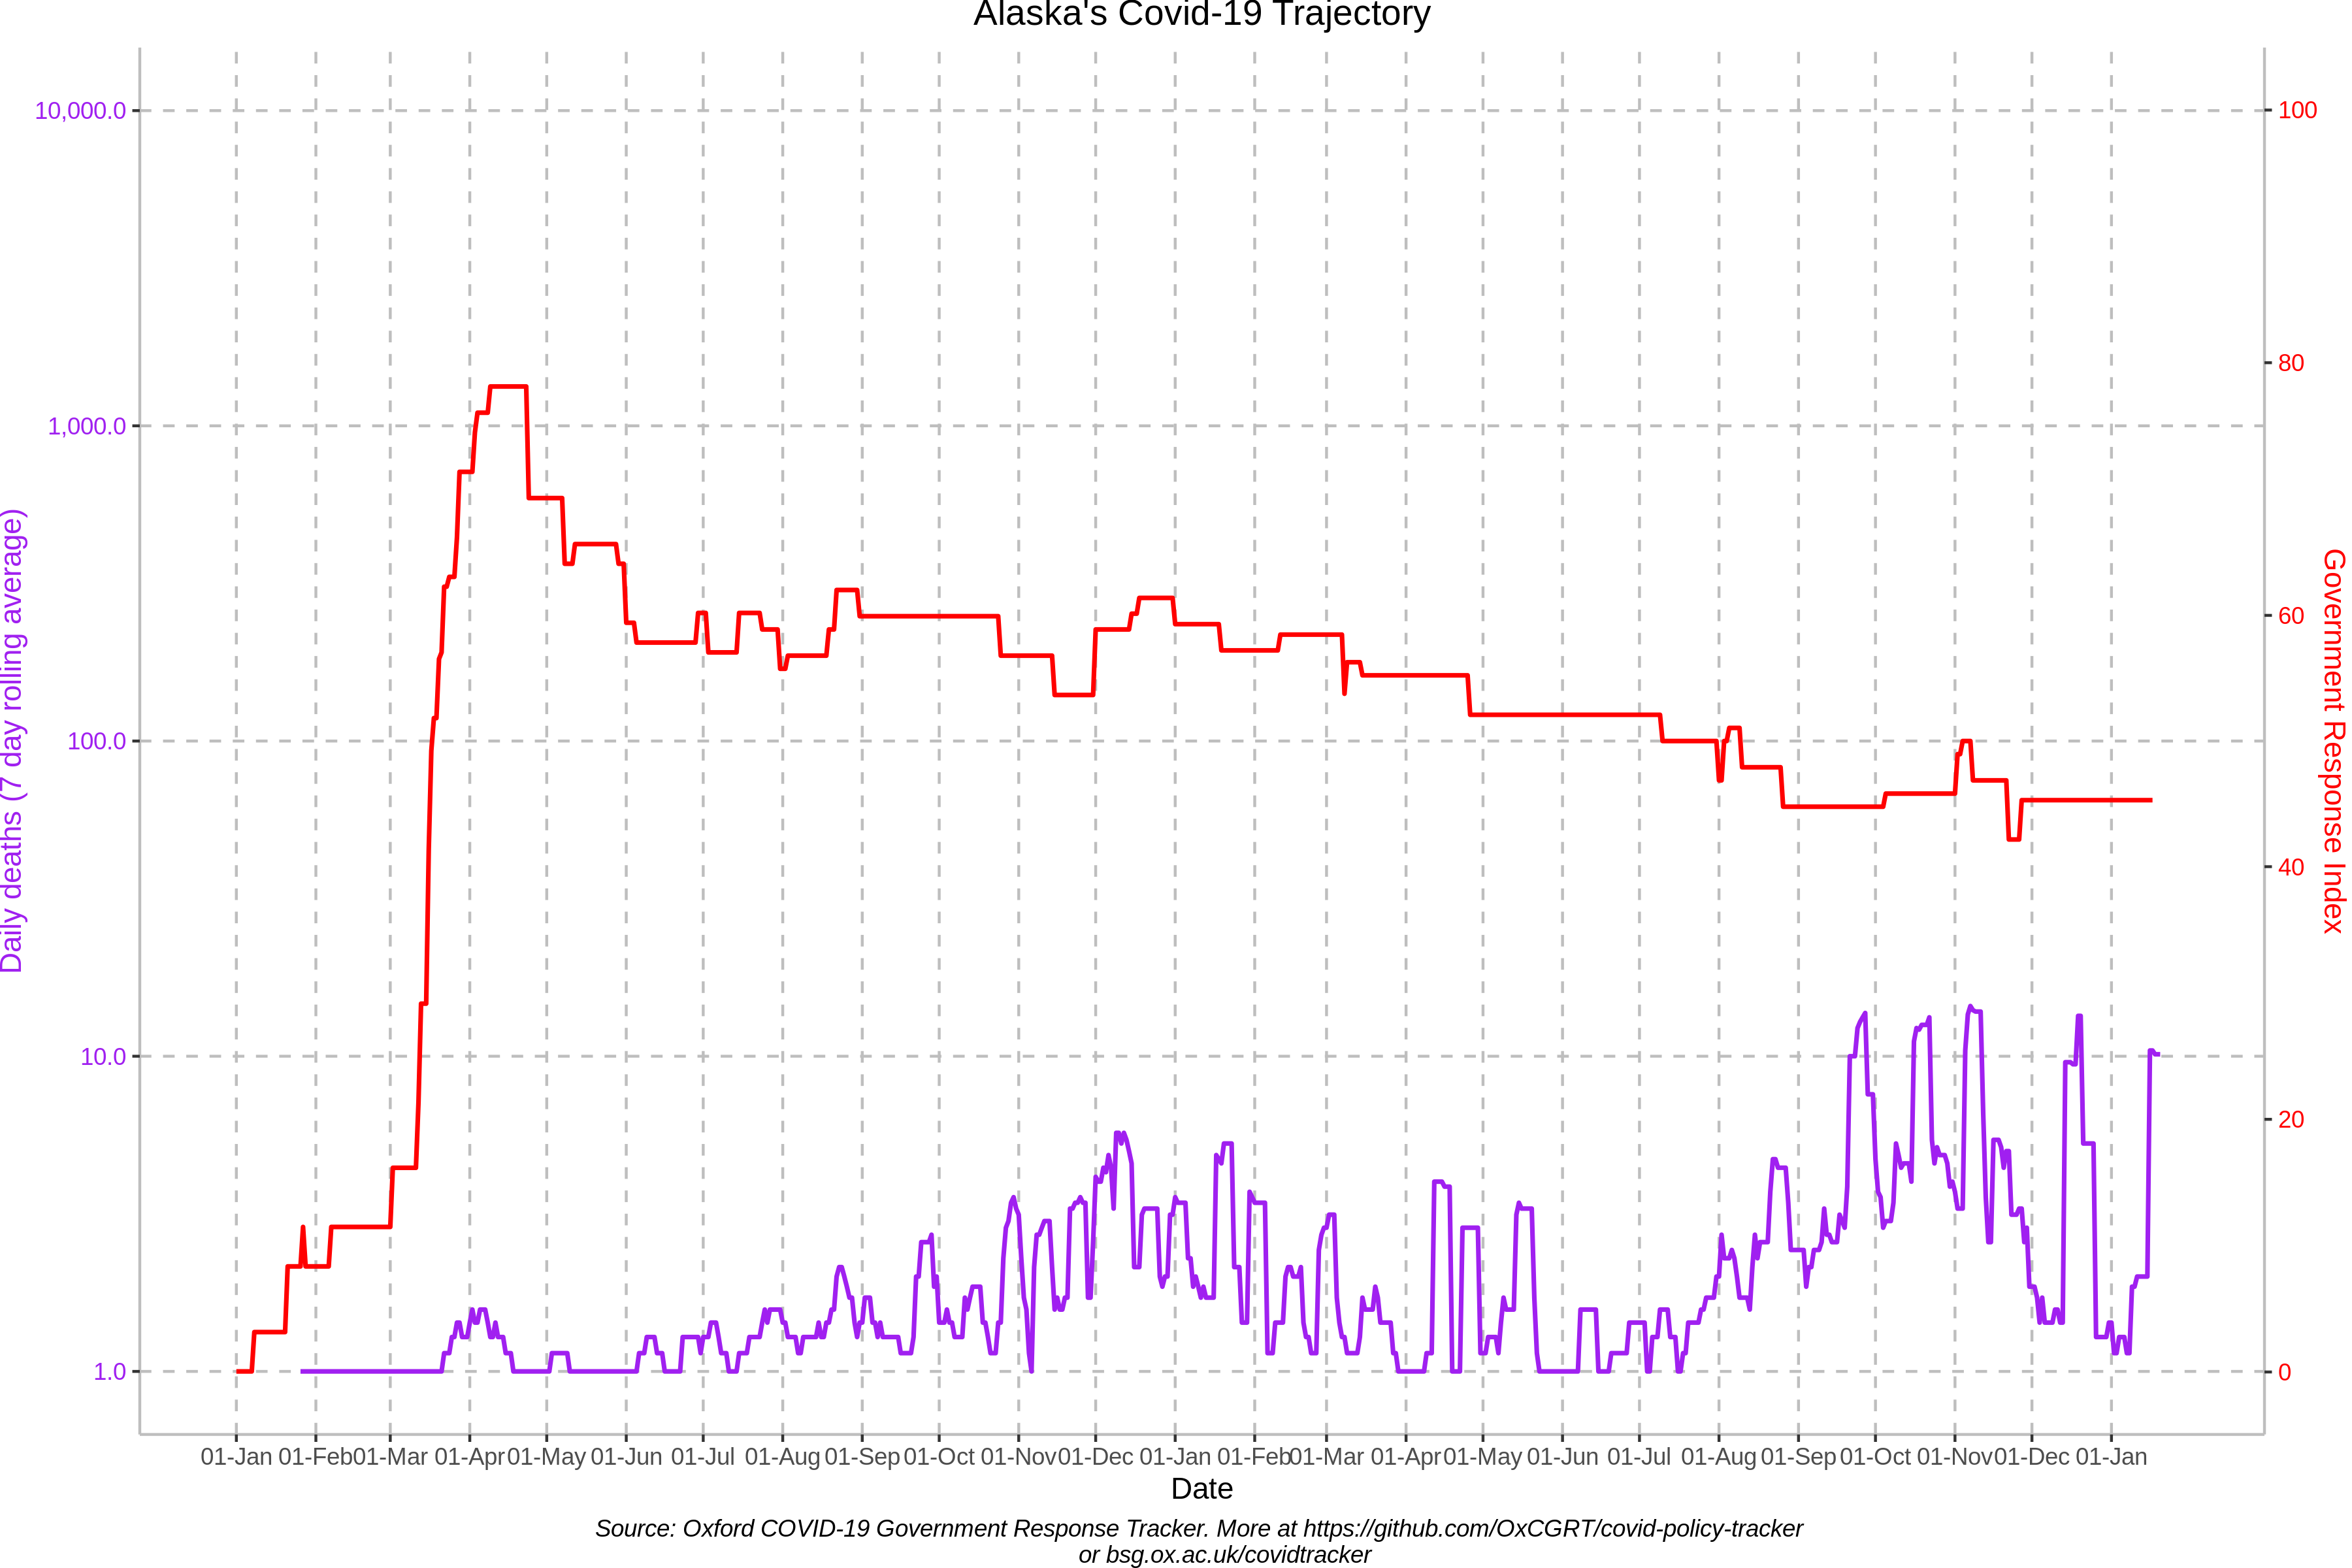 Alaska's Covid-19 Trajectory
10,000.0
1,000.0
100.0
10.0
1.0
Daily deaths (7 day rolling average)
100
80
60
40
20
0
Government Response Index
01-Jan 01-Feb 01-Mar 01-Apr 01-May 01-Jun 01-Jul 01-Aug 01-Sep 01-Oct 01-Nov 01-Dec 01-Jan 01-Feb 01-Mar 01-Apr 01-May 01-Jun 01-Jul 01-Aug 01-Sep 01-Oct 01-Nov 01-Dec 01-Jan
Date
Source: Oxford COVID-19 Government Response Tracker. More at https://github.com/OxCGRT/covid-policy-tracker
or bsg.ox.ac.uk/covidtracker